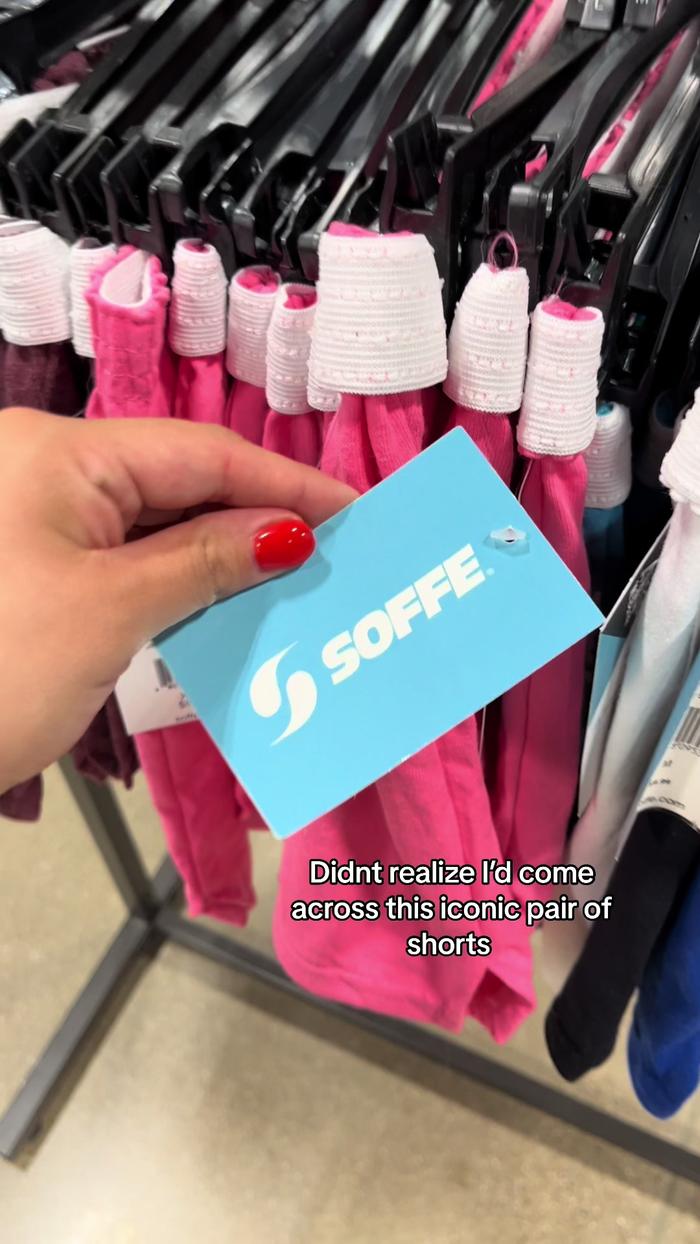 SOFFE®
Didnt realize I'd come
across this iconic pair of
shorts